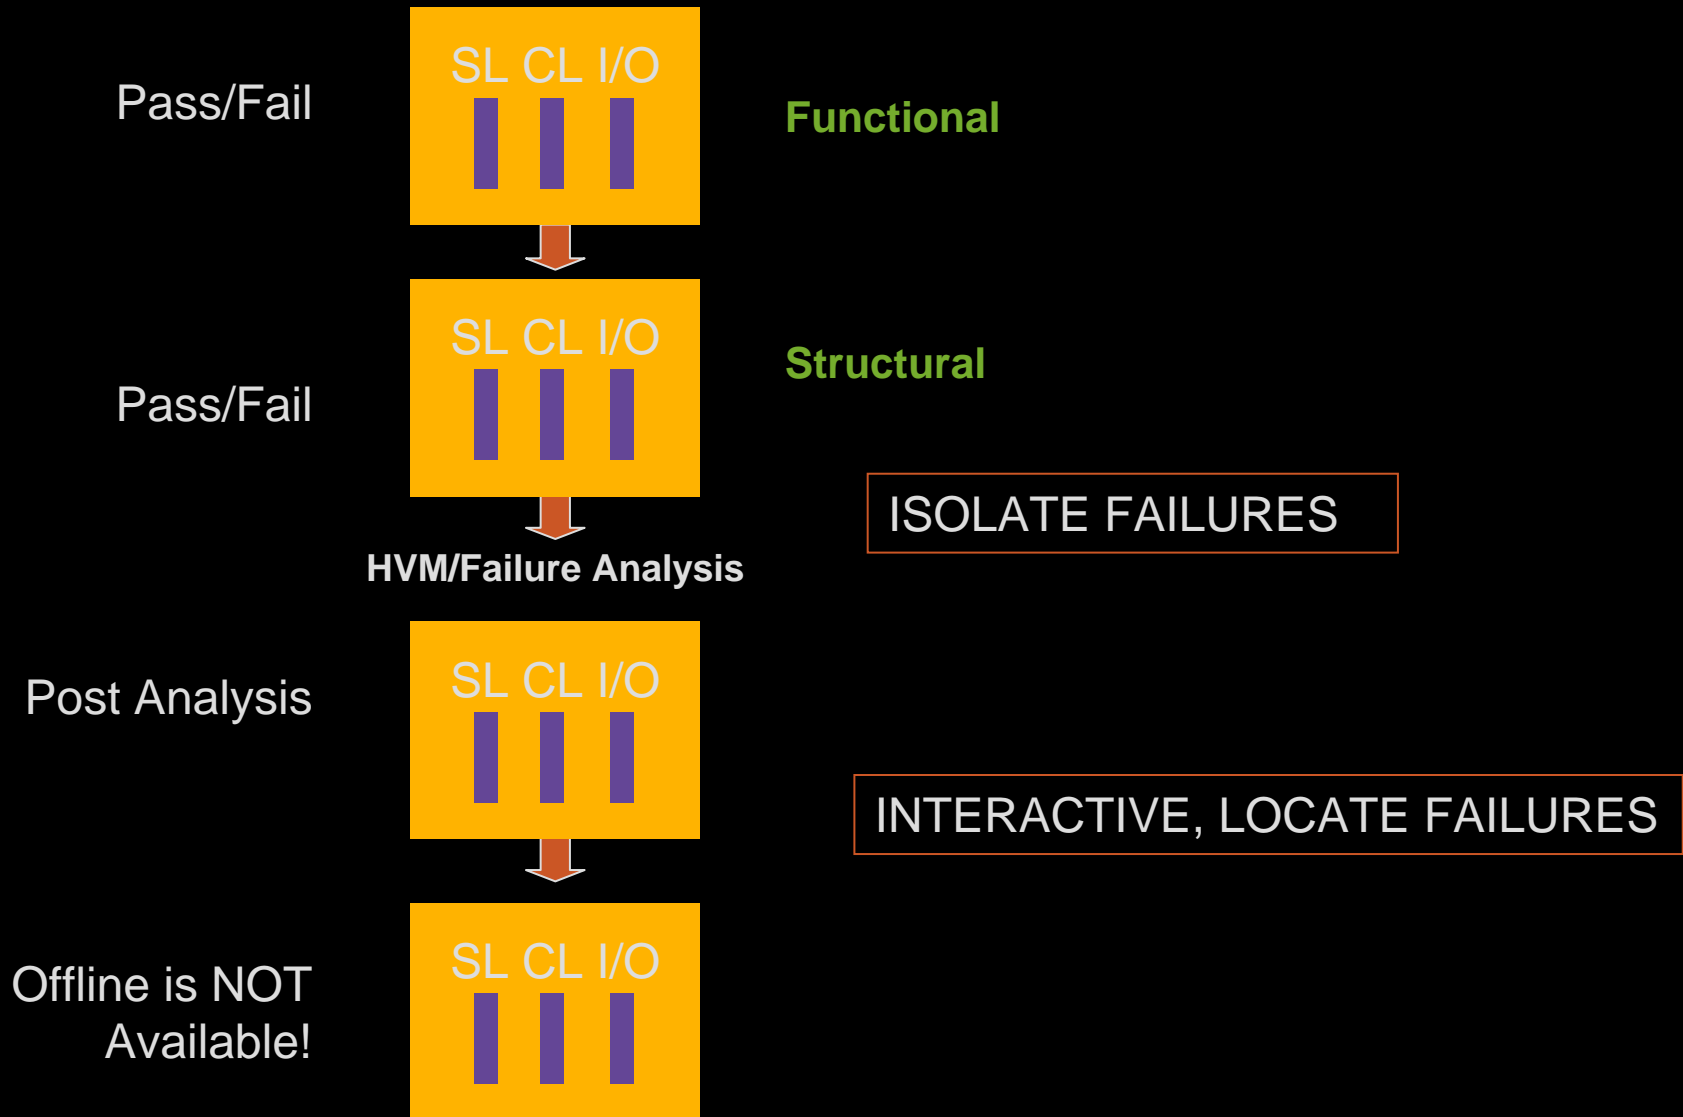 SL CL I/O
Pass/Fail
Functional
SL CL I/O
Structural
Pass/Fail
ISOLATE FAILURES
HVM/Failure Analysis
SL CL I/O
Post Analysis
INTERACTIVE, LOCATE FAILURES
SL CL I/O
Offline is NOT
Available!